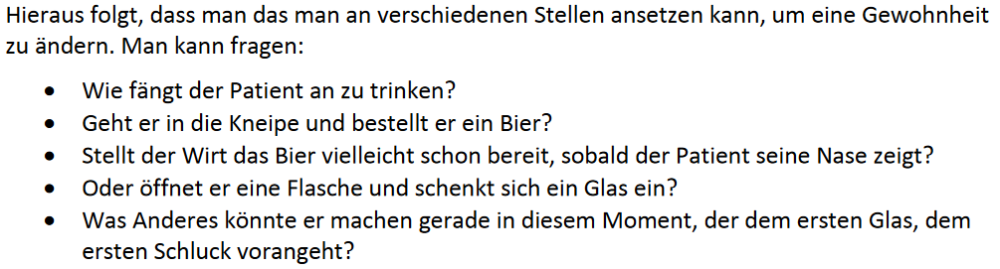 Hieraus folgt, dass man das man an verschiedenen Stellen ansetzen kann, um eine Gewohnheit
zu ändern. Man kann fragen:
• Wie fängt der Patient an zu trinken?
• Geht er in die Kneipe und bestellt er ein Bier?
• Stellt der Wirt das Bier vielleicht schon bereit, sobald der Patient seine Nase zeigt?
• Oder öffnet er eine Flasche und schenkt sich ein Glas ein?
• Was Anderes könnte er machen gerade in diesem Moment, der dem ersten Glas, dem
ersten Schluck vorangeht?